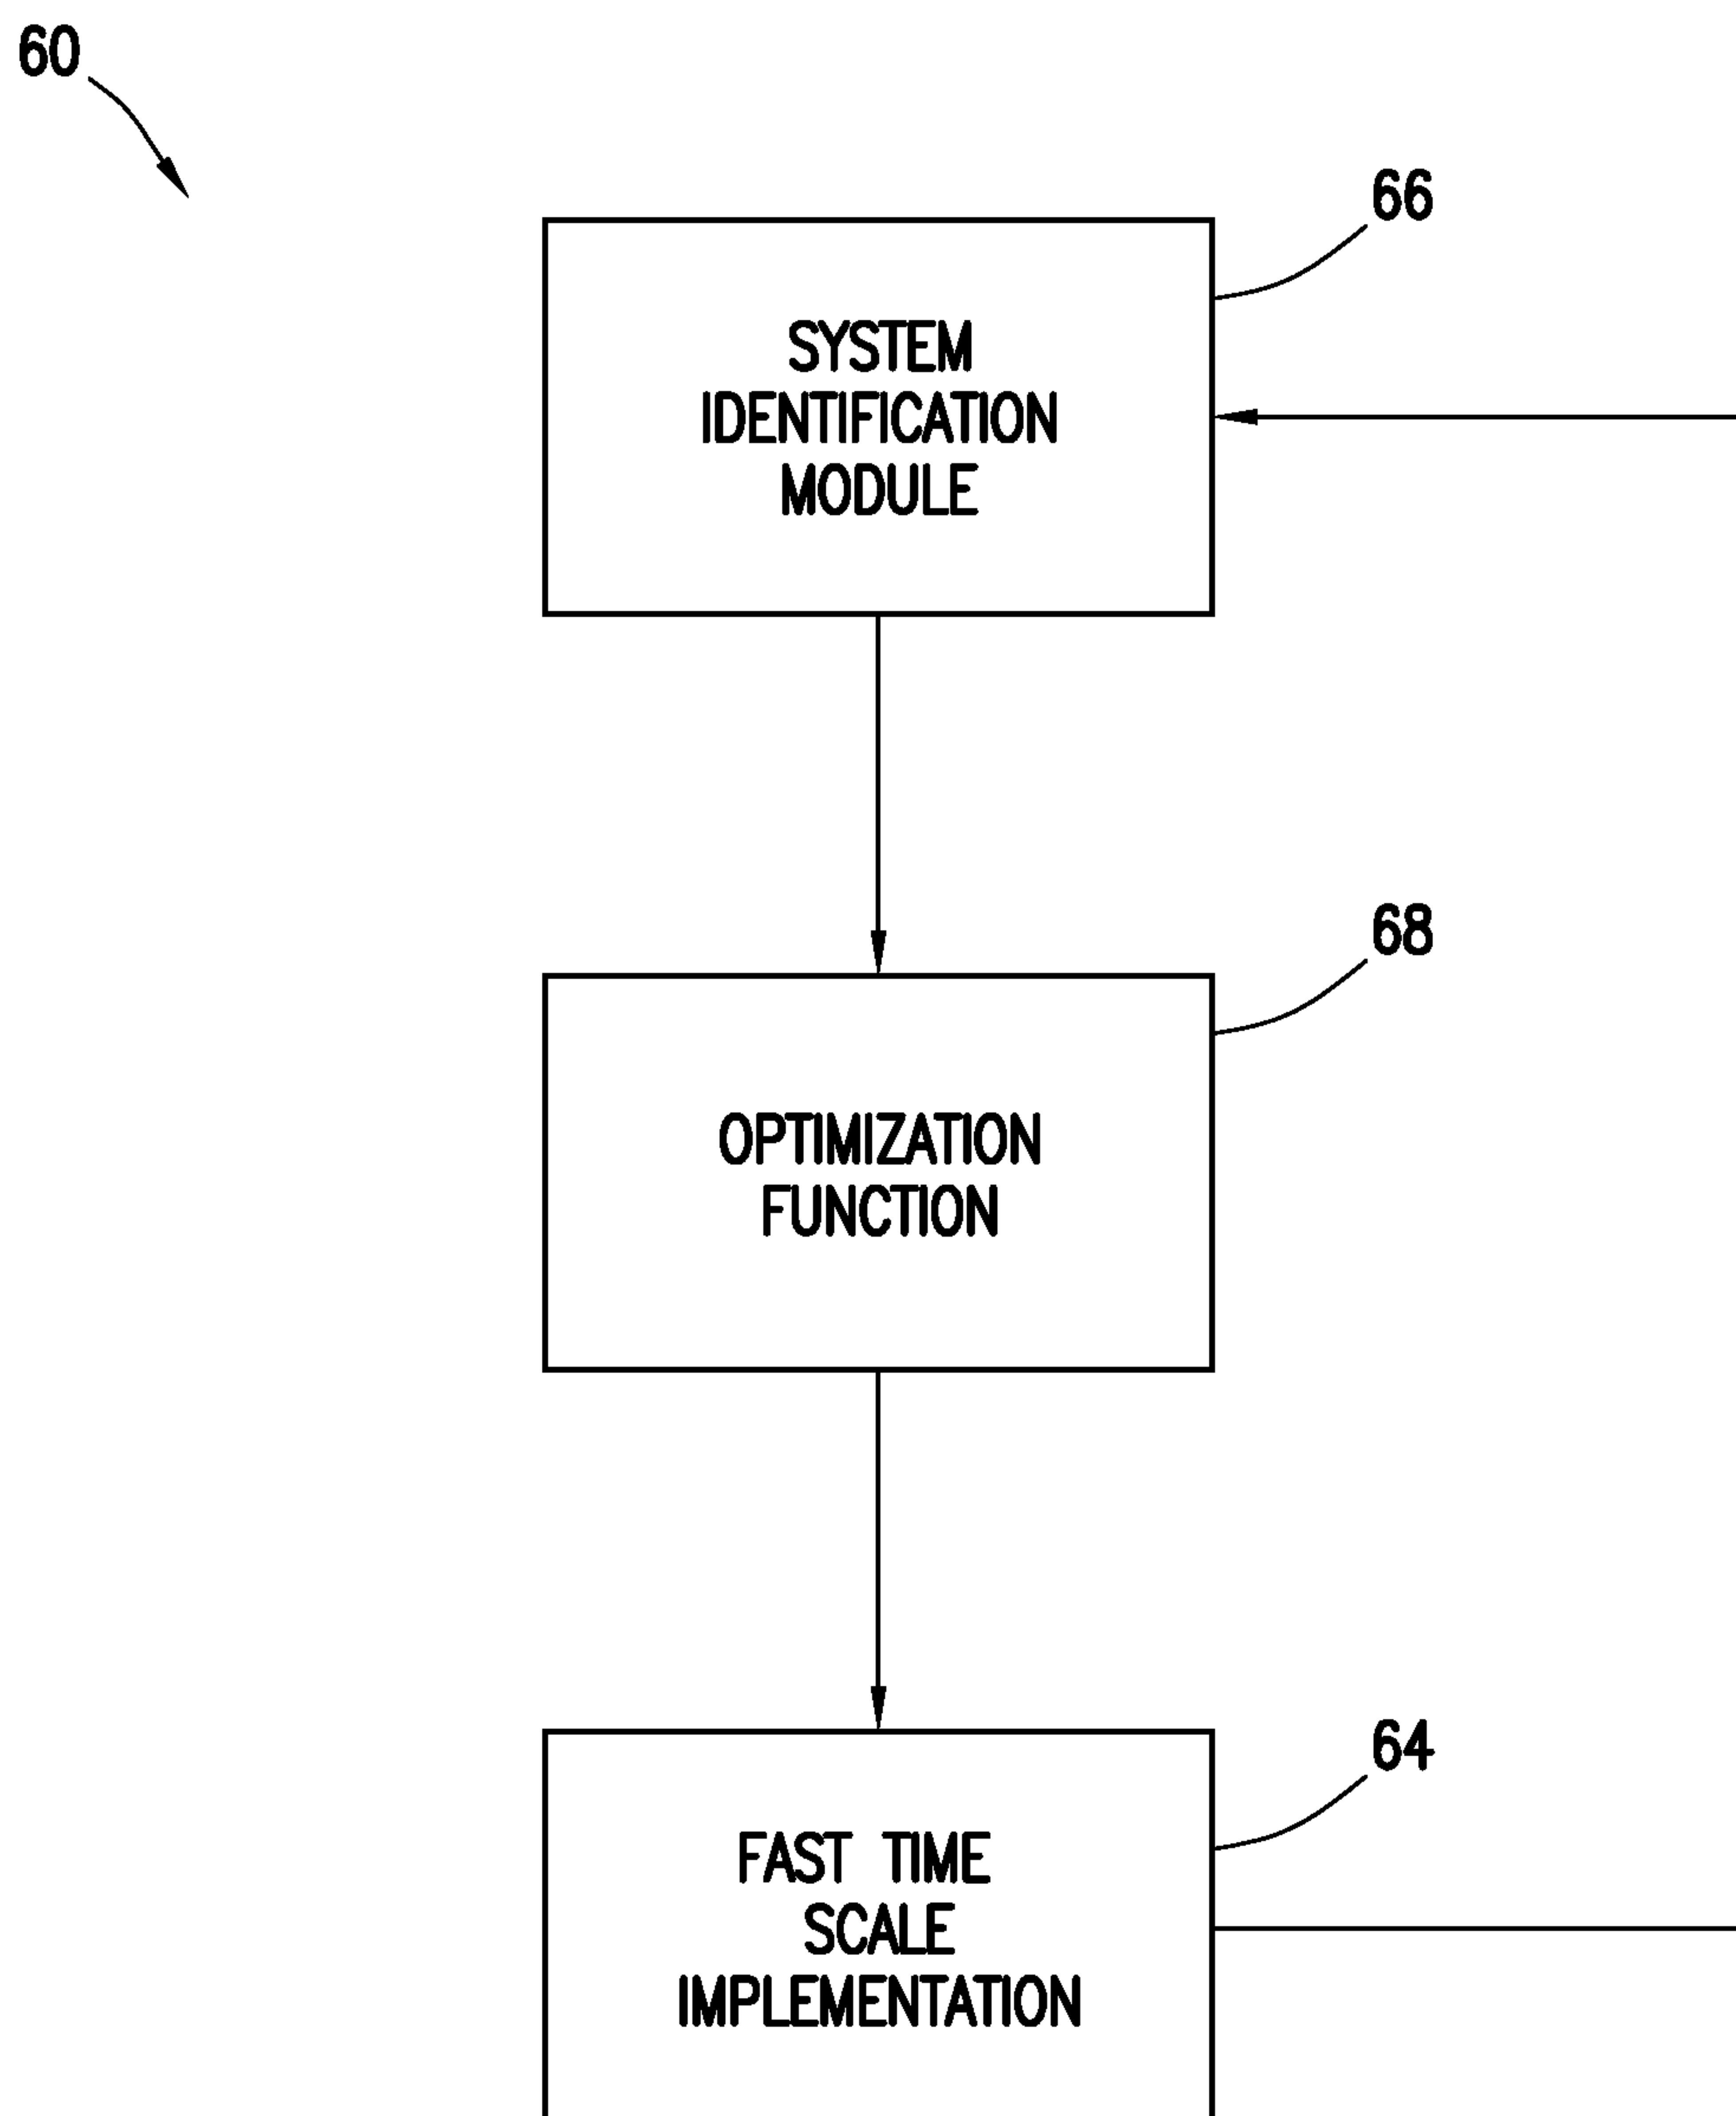 60
66
SYSTEM
IDENTIFICATION
MODULE
68
OPTIMIZATION
FUNCTION
64
FAST TIME
SCALE
IMPLEMENTATION